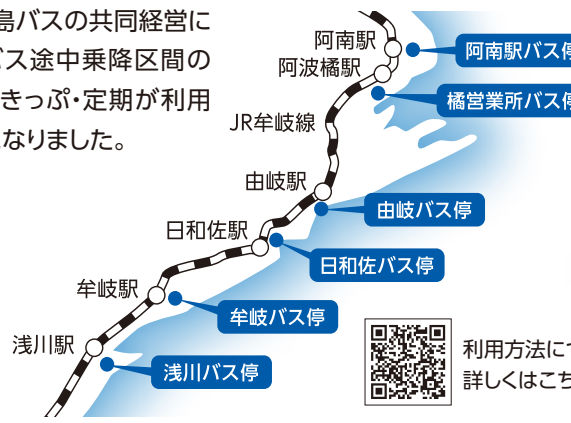 島バスの共同経営に
バス途中乗降区間の
きっぷ・定期が利用
なりました。
阿南駅
阿南駅バス停
阿波橘駅
橘営業所バス停
JR牟岐線
由岐駅
由岐バス停
日和佐駅
日和佐バス停
牟岐駅
牟岐バス停
浅川駅
浅川バス停
利用方法に
詳しくはこち